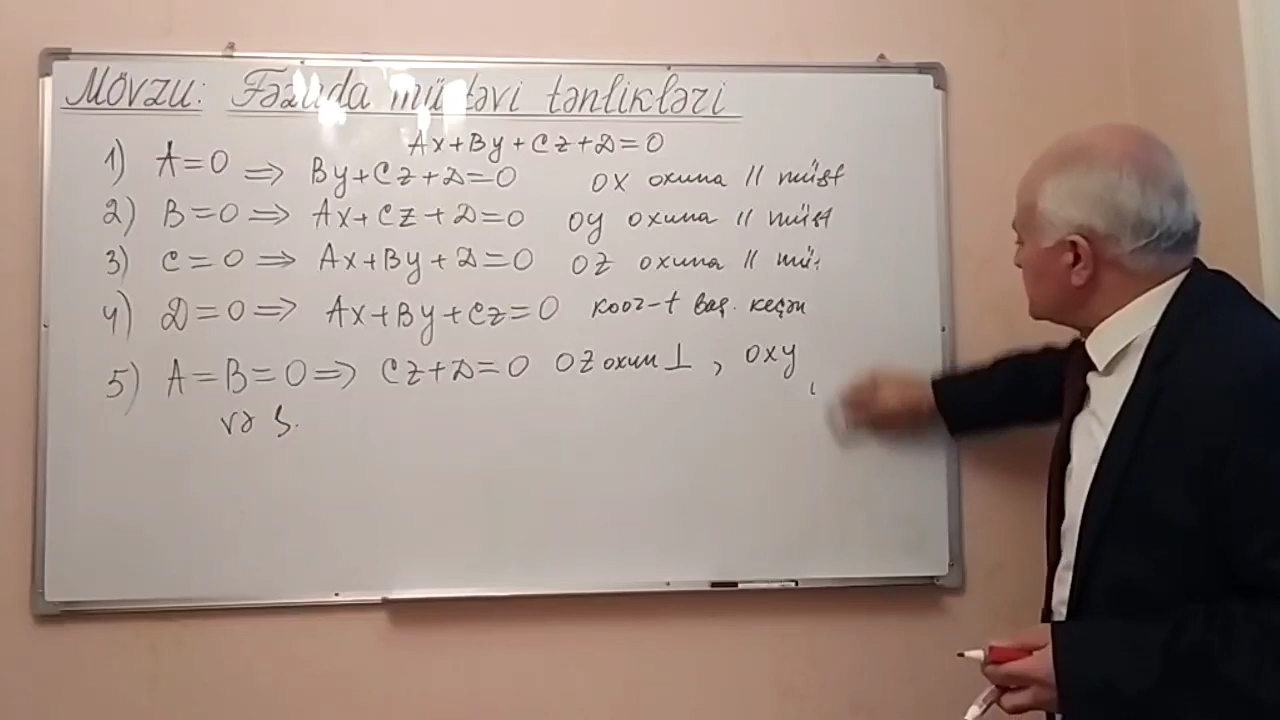 Mövzu: Fəzada müstəvi tənlikləri
Ax+By+Cz+D=0
1) A=0 ⇒ By+Cz+D=0 OX oxuna // müst
2) B=0 ⇒ Ax+Cz+D=0 Oy oxuna // müst
3) C=0 ⇒ Ax+By+D=0 OZ oxuna // mü
4) D=0 ⇒ Ax+By+Cz=0 koor-t baş. keçən
5) A=B=0 ⇒ Cz+D=0 OZ oxun ⊥ , OXy
və s.